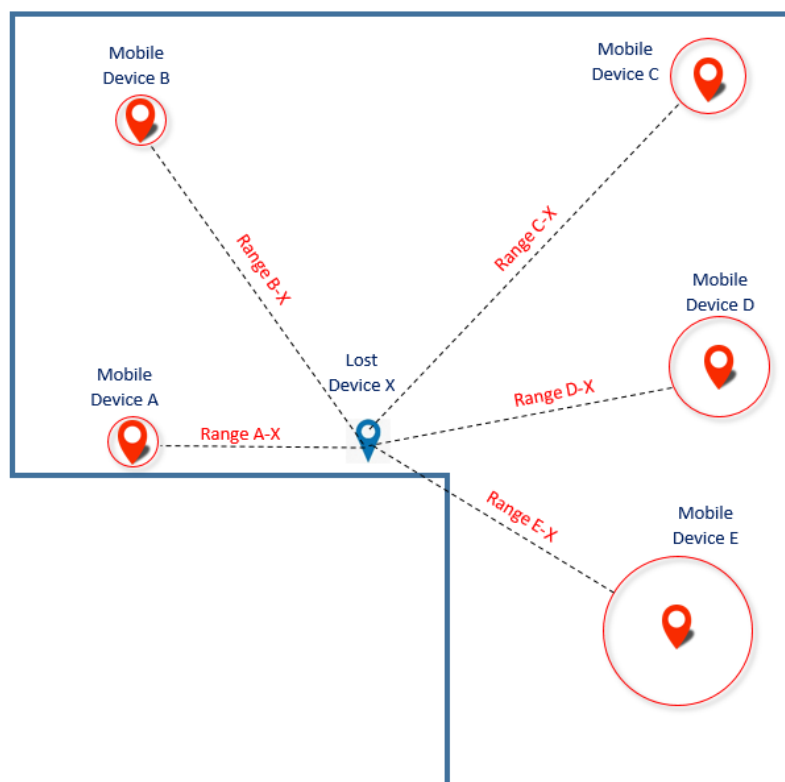 Mobile
Device B
Mobile
Device C
Range B-X
Range C-X
Mobile
Device D
Lost
Device X
Mobile
Device A
Range D-X
Range A-X
Range E-X
Mobile
Device E